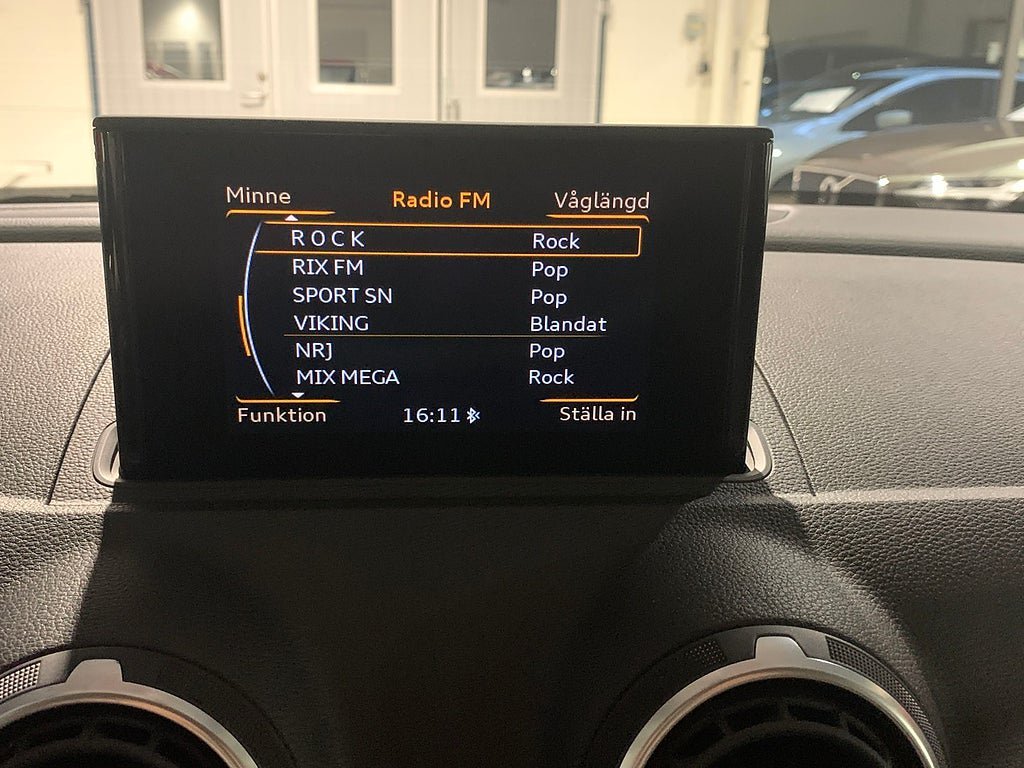 Minne Radio FM Våglängd
R O C K Rock
RIX FM Pop
SPORT SN Pop
VIKING Blandat
NRJ Pop
MIX MEGA Rock
Funktion 16:11 Ställa in